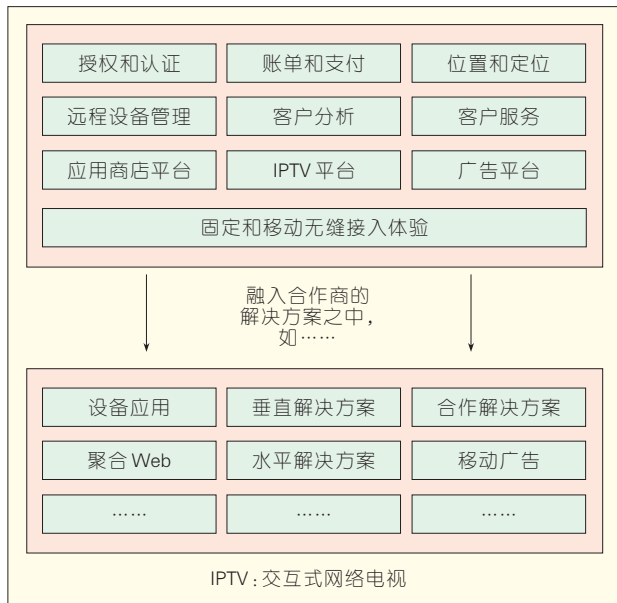 授权和认证 账单和支付 位置和定位
远程设备管理 客户分析 客户服务
应用商店平台 IPTV 平台 广告平台
固定和移动无缝接入体验
融入合作商的
解决方案之中，
如……
设备应用 垂直解决方案 合作解决方案
聚合 Web 水平解决方案 移动广告
…… …… ……
IPTV：交互式网络电视